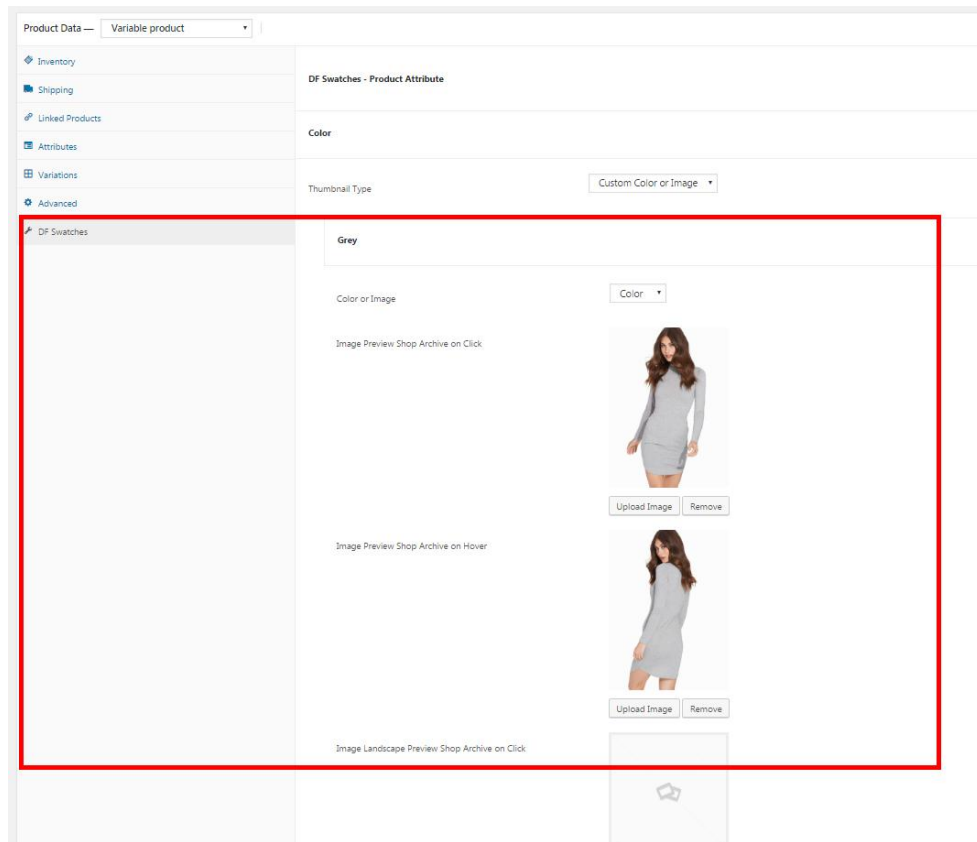 Product Data — Variable product
Inventory
Shipping
Linked Products
Attributes
Variations
Advanced
DF Swatches
DF Swatches - Product Attribute
Color
Thumbnail Type Custom Color or Image
Grey
Color or Image Color
Image Preview Shop Archive on Click
Upload Image Remove
Image Preview Shop Archive on Hover
Upload Image Remove
Image Landscape Preview Shop Archive on Click